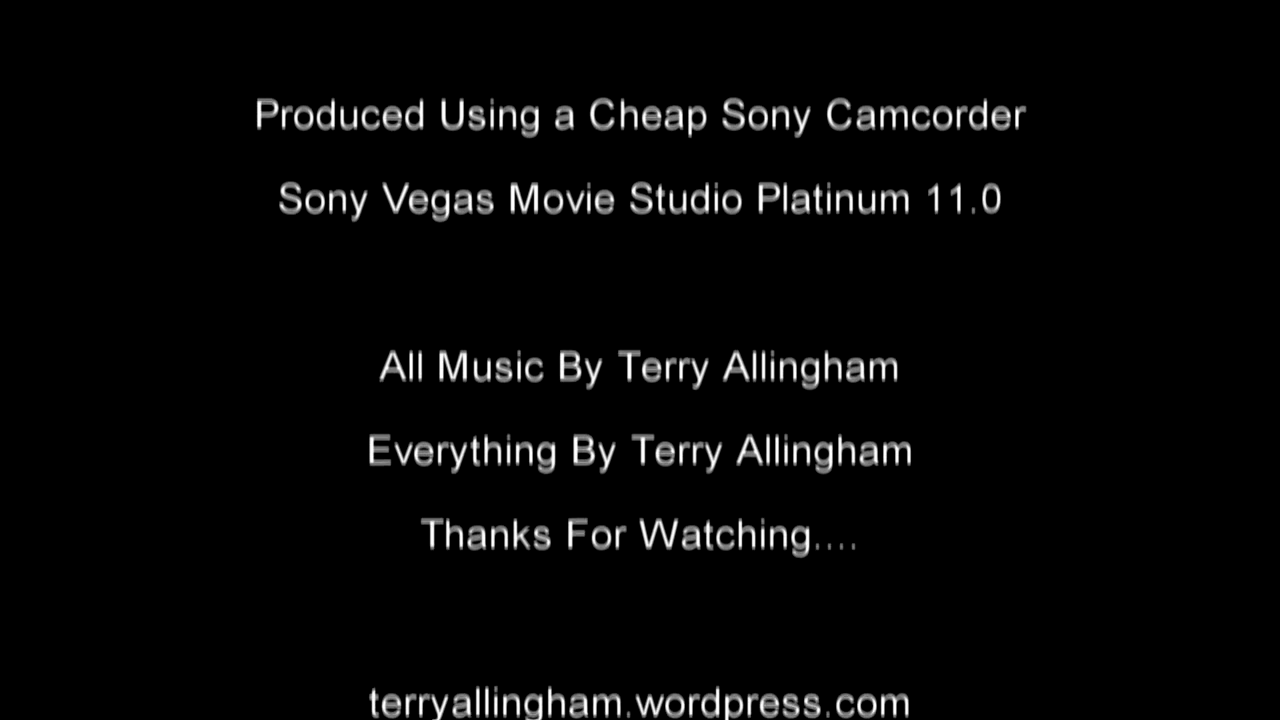 Produced Using a Cheap Sony Camcorder
Sony Vegas Movie Studio Platinum 11.0
All Music By Terry Allingham
Everything By Terry Allingham
Thanks For Watching....
terryallingham.wordpress.com